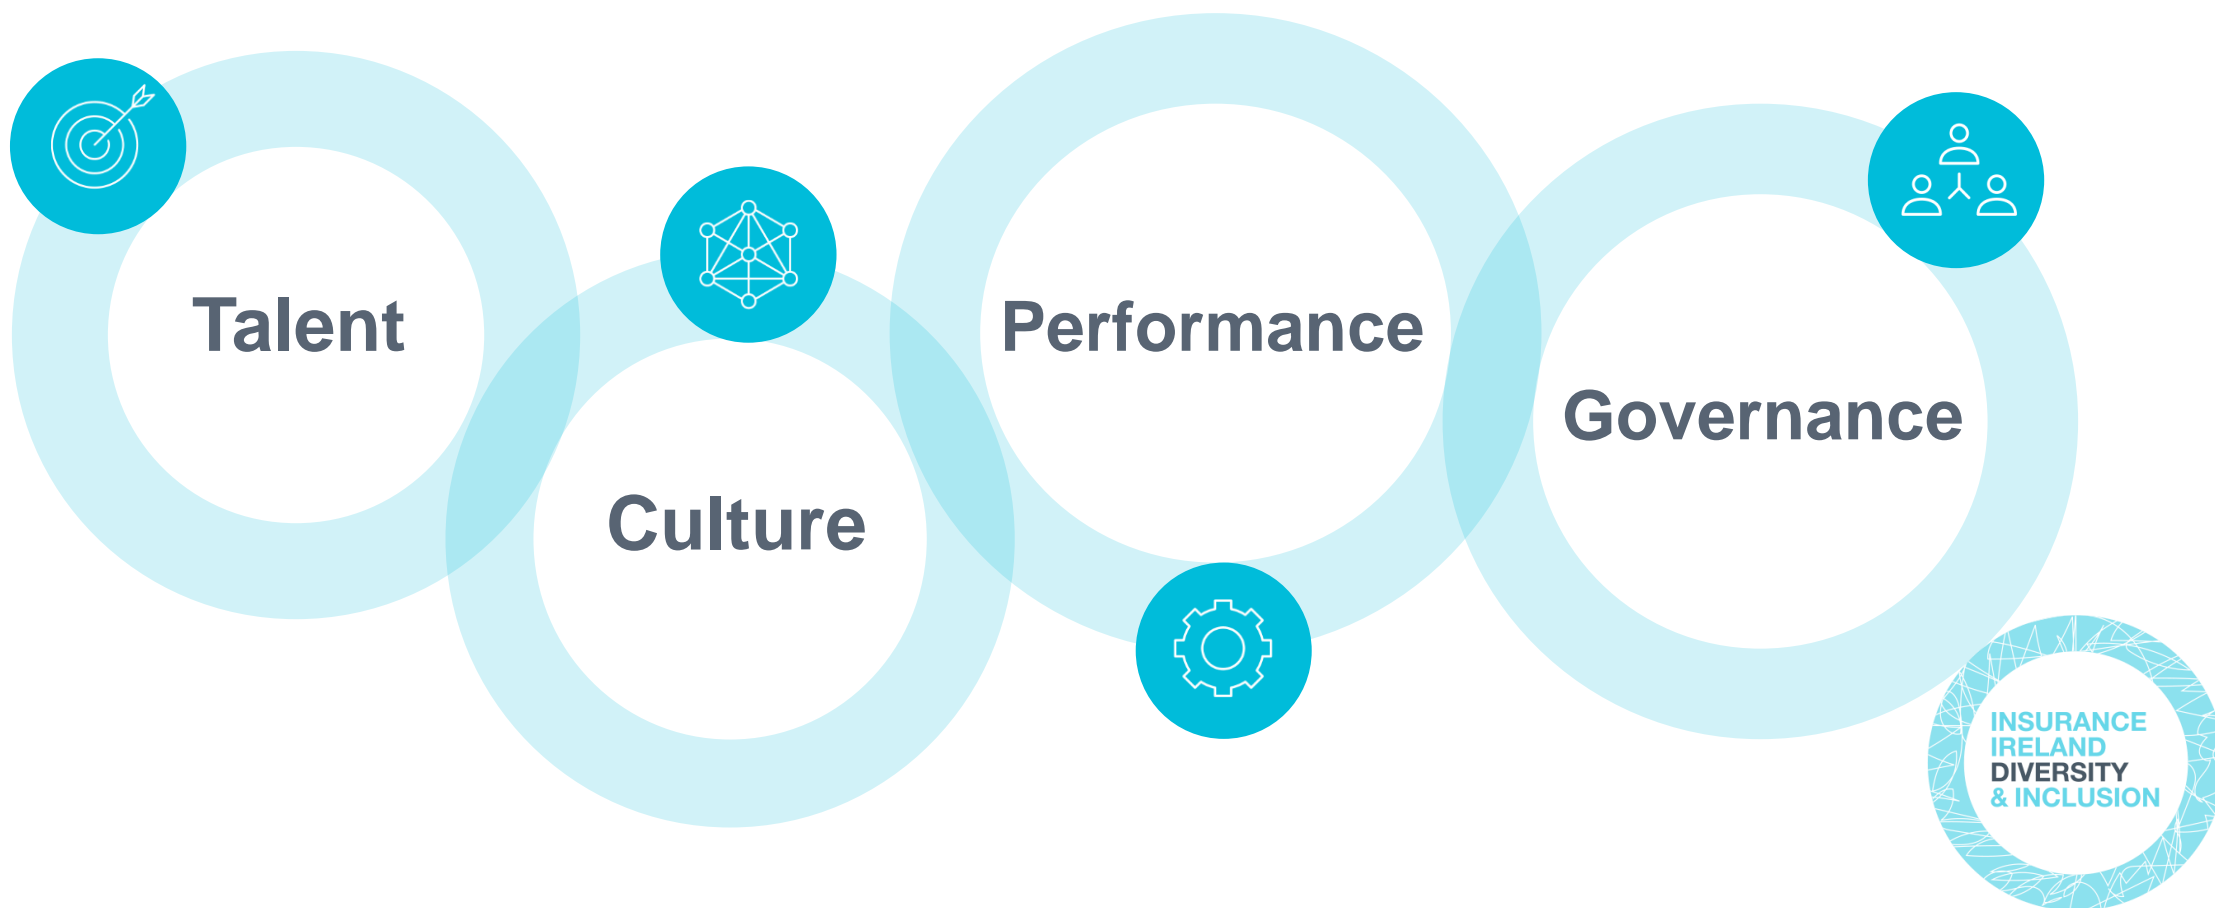 Talent
Culture
Performance
Governance
INSURANCE
IRELAND
DIVERSITY
& INCLUSION